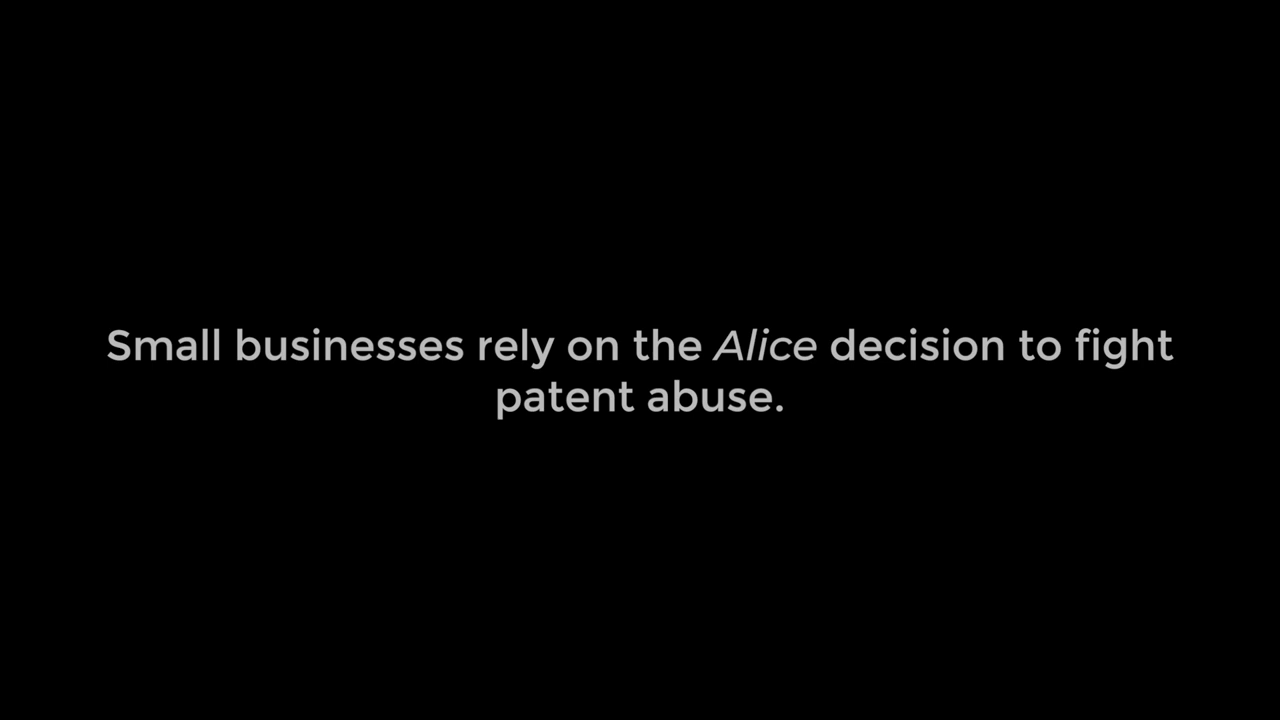 Small businesses rely on the Alice decision to fight
patent abuse.